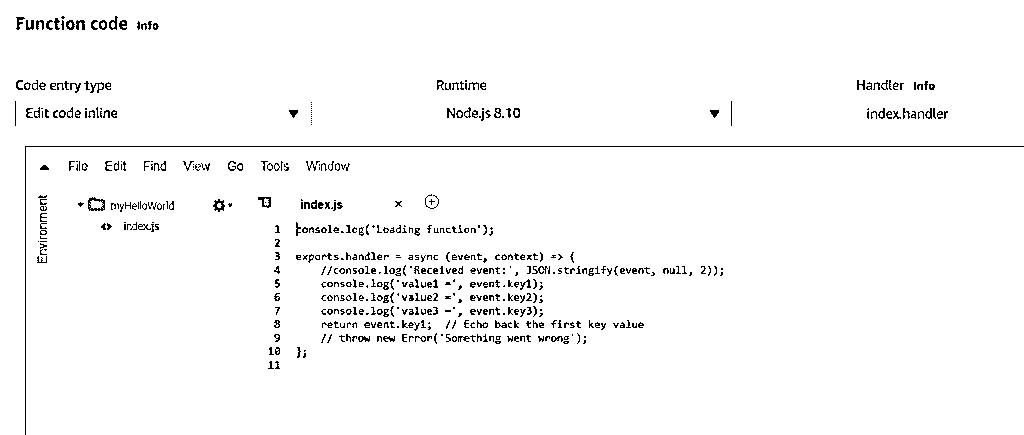 Function code Info
Code entry type Runtime Handler Info
Edit code inline Node.js 8.10 index.handler
File Edit Find View Go Tools Window
Environment
myHelloWorld index.js
index.js
1 console.log('Loading function');
2
3 exports.handler = async (event, context) => {
4 //console.log('Received event:', JSON.stringify(event, null, 2));
5 console.log('value1 =', event.key1);
6 console.log('value2 =', event.key2);
7 console.log('value3 =', event.key3);
8 return event.key1; // Echo back the first key value
9 // throw new Error('Something went wrong');
10 };
11